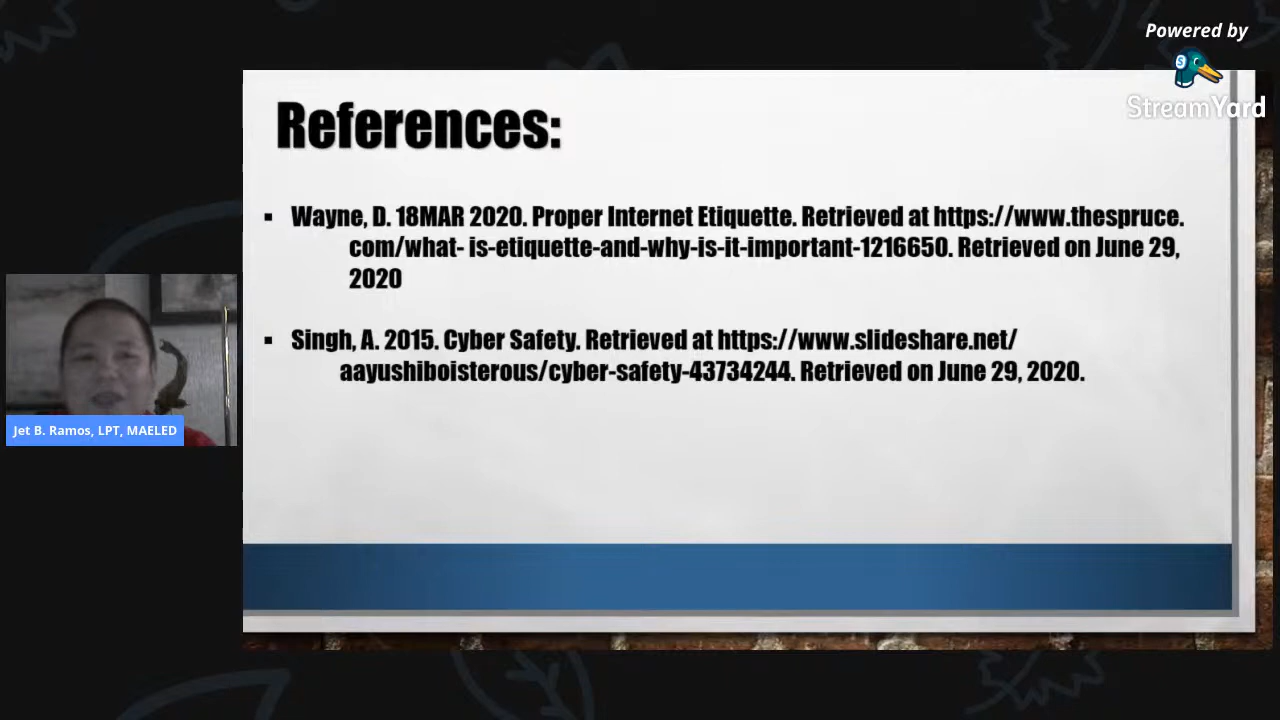 Powered by
StreamYard
References:
▪ Wayne, D. 18MAR 2020. Proper Internet Etiquette. Retrieved at https://www.thespruce.
com/what- is-etiquette-and-why-is-it-important-1216650. Retrieved on June 29,
2020
▪ Singh, A. 2015. Cyber Safety. Retrieved at https://www.slideshare.net/
aayushiboisterous/cyber-safety-43734244. Retrieved on June 29, 2020.
Jet B. Ramos, LPT, MAELED